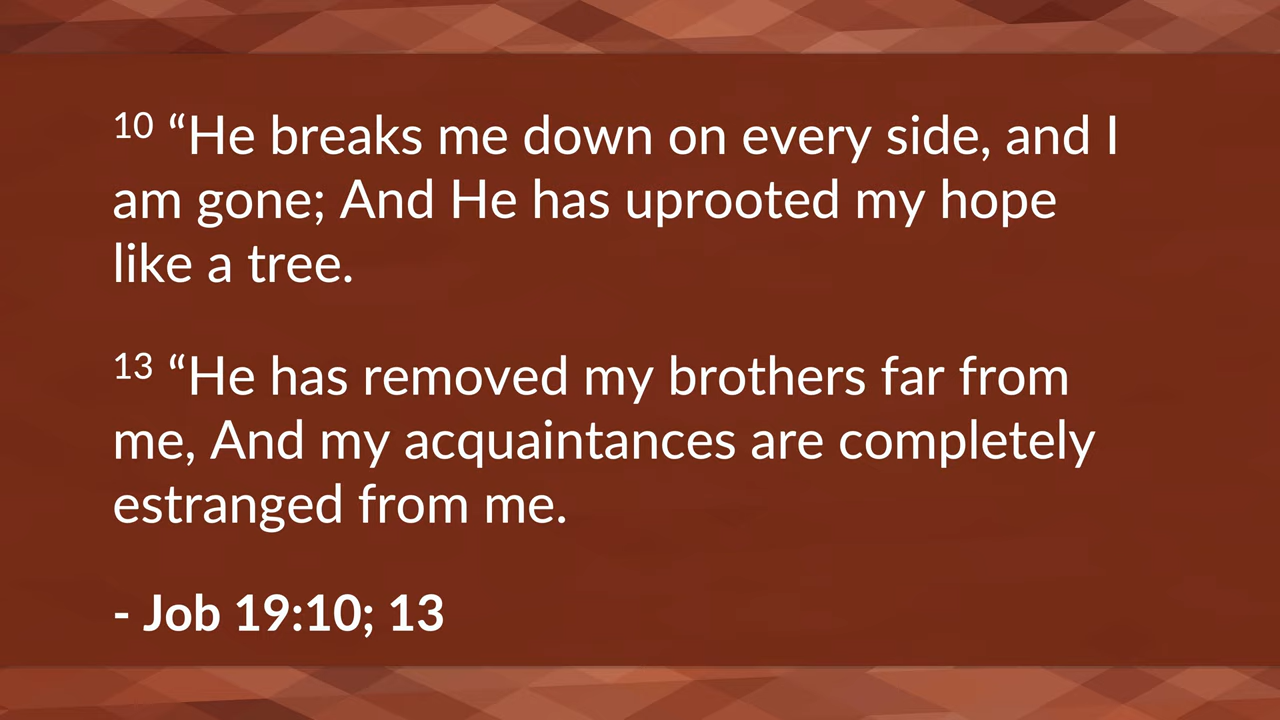 10 “He breaks me down on every side, and I
am gone; And He has uprooted my hope
like a tree.
13 “He has removed my brothers far from
me, And my acquaintances are completely
estranged from me.
- Job 19:10; 13